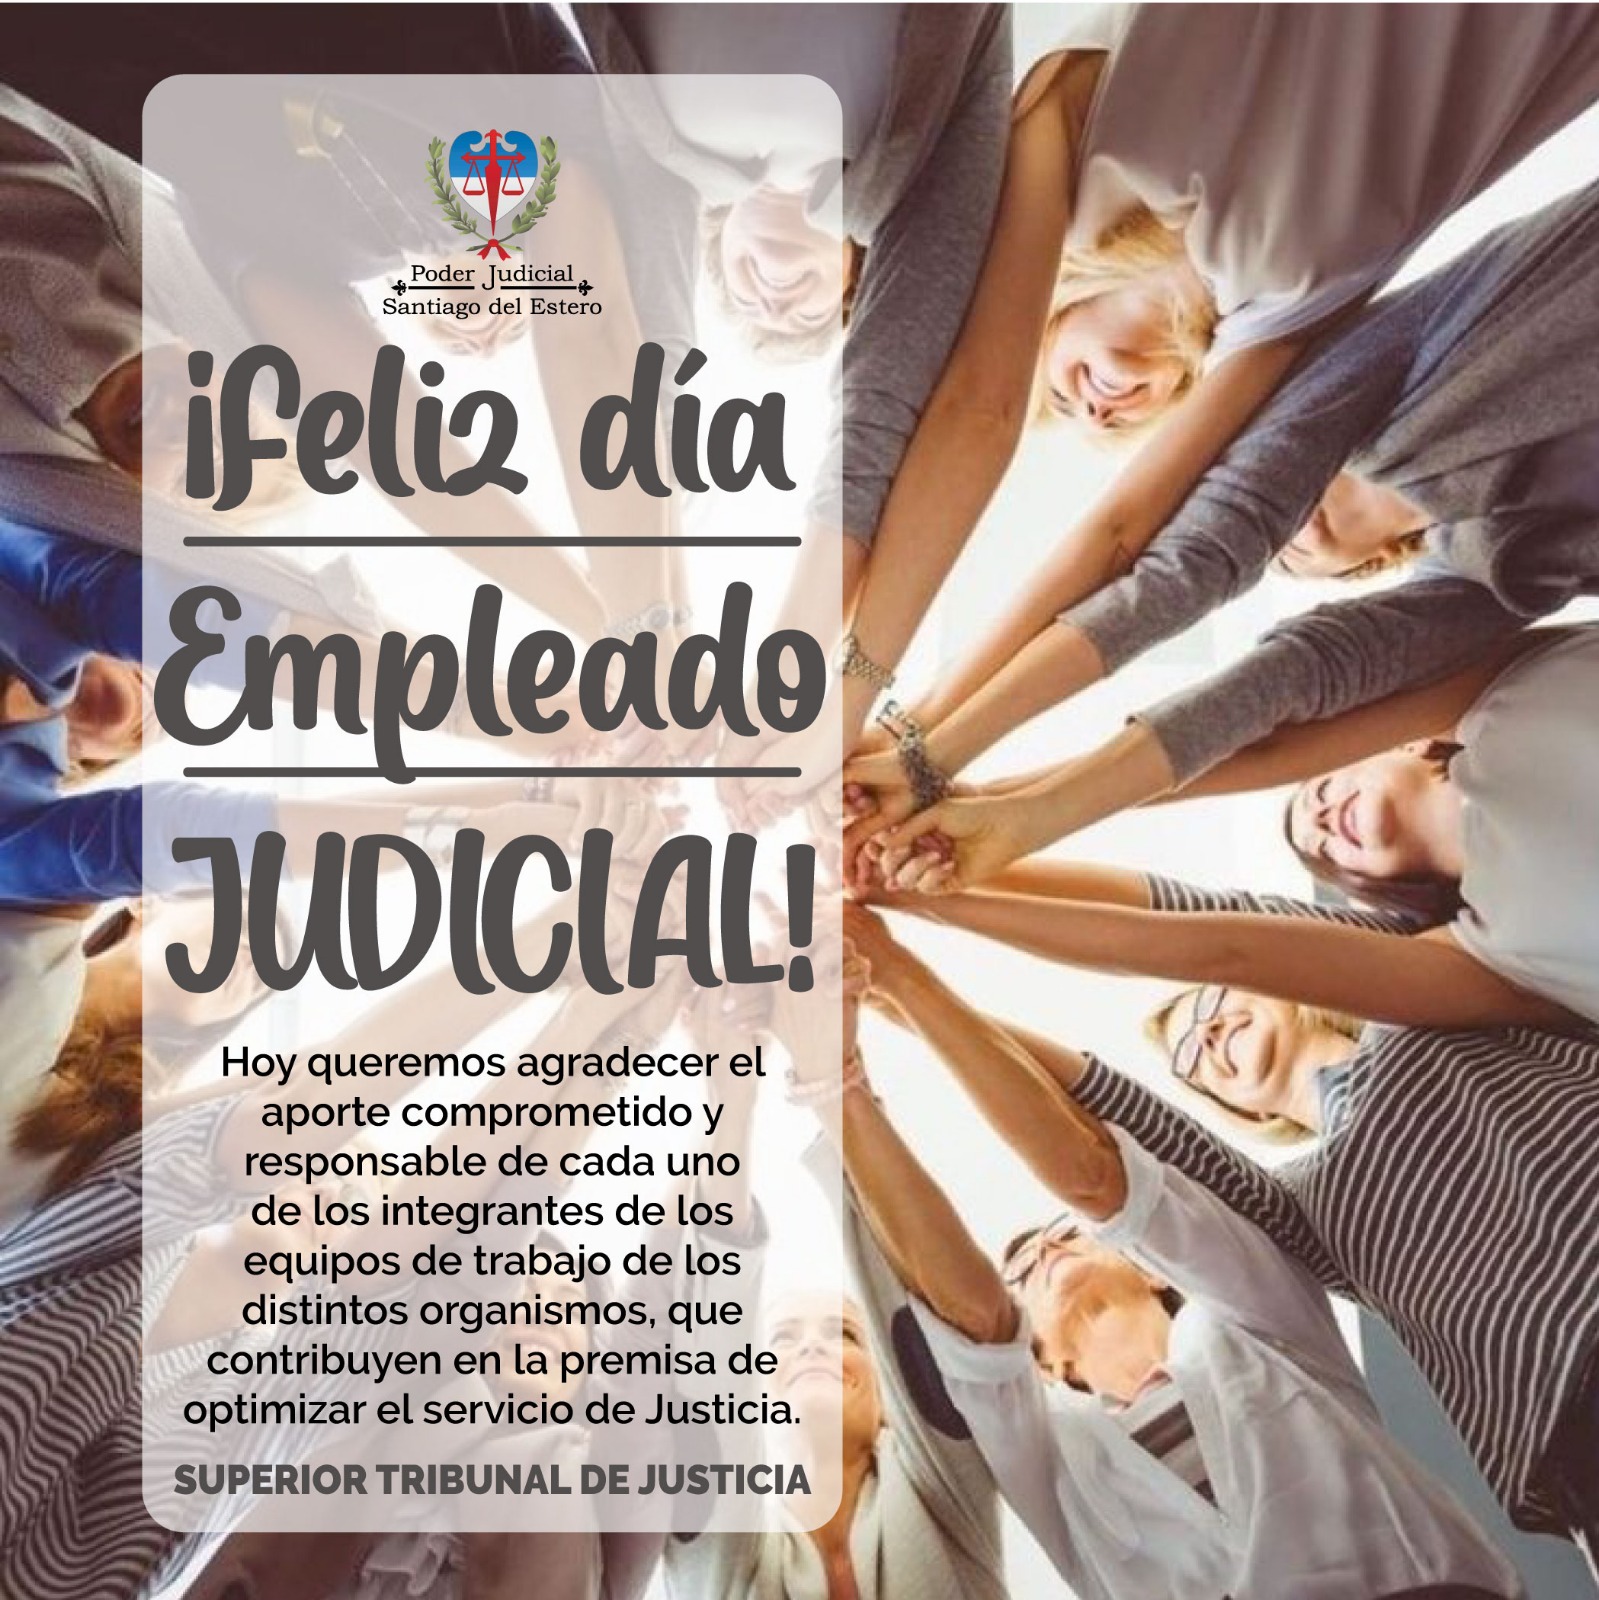 Poder Judicial
Santiago del Estero
¡Feliz día
Empleado
JUDICIAL!
Hoy queremos agradecer el
aporte comprometido y
responsable de cada uno
de los integrantes de los
equipos de trabajo de los
distintos organismos, que
contribuyen en la premisa de
optimizar el servicio de Justicia.
SUPERIOR TRIBUNAL DE JUSTICIA